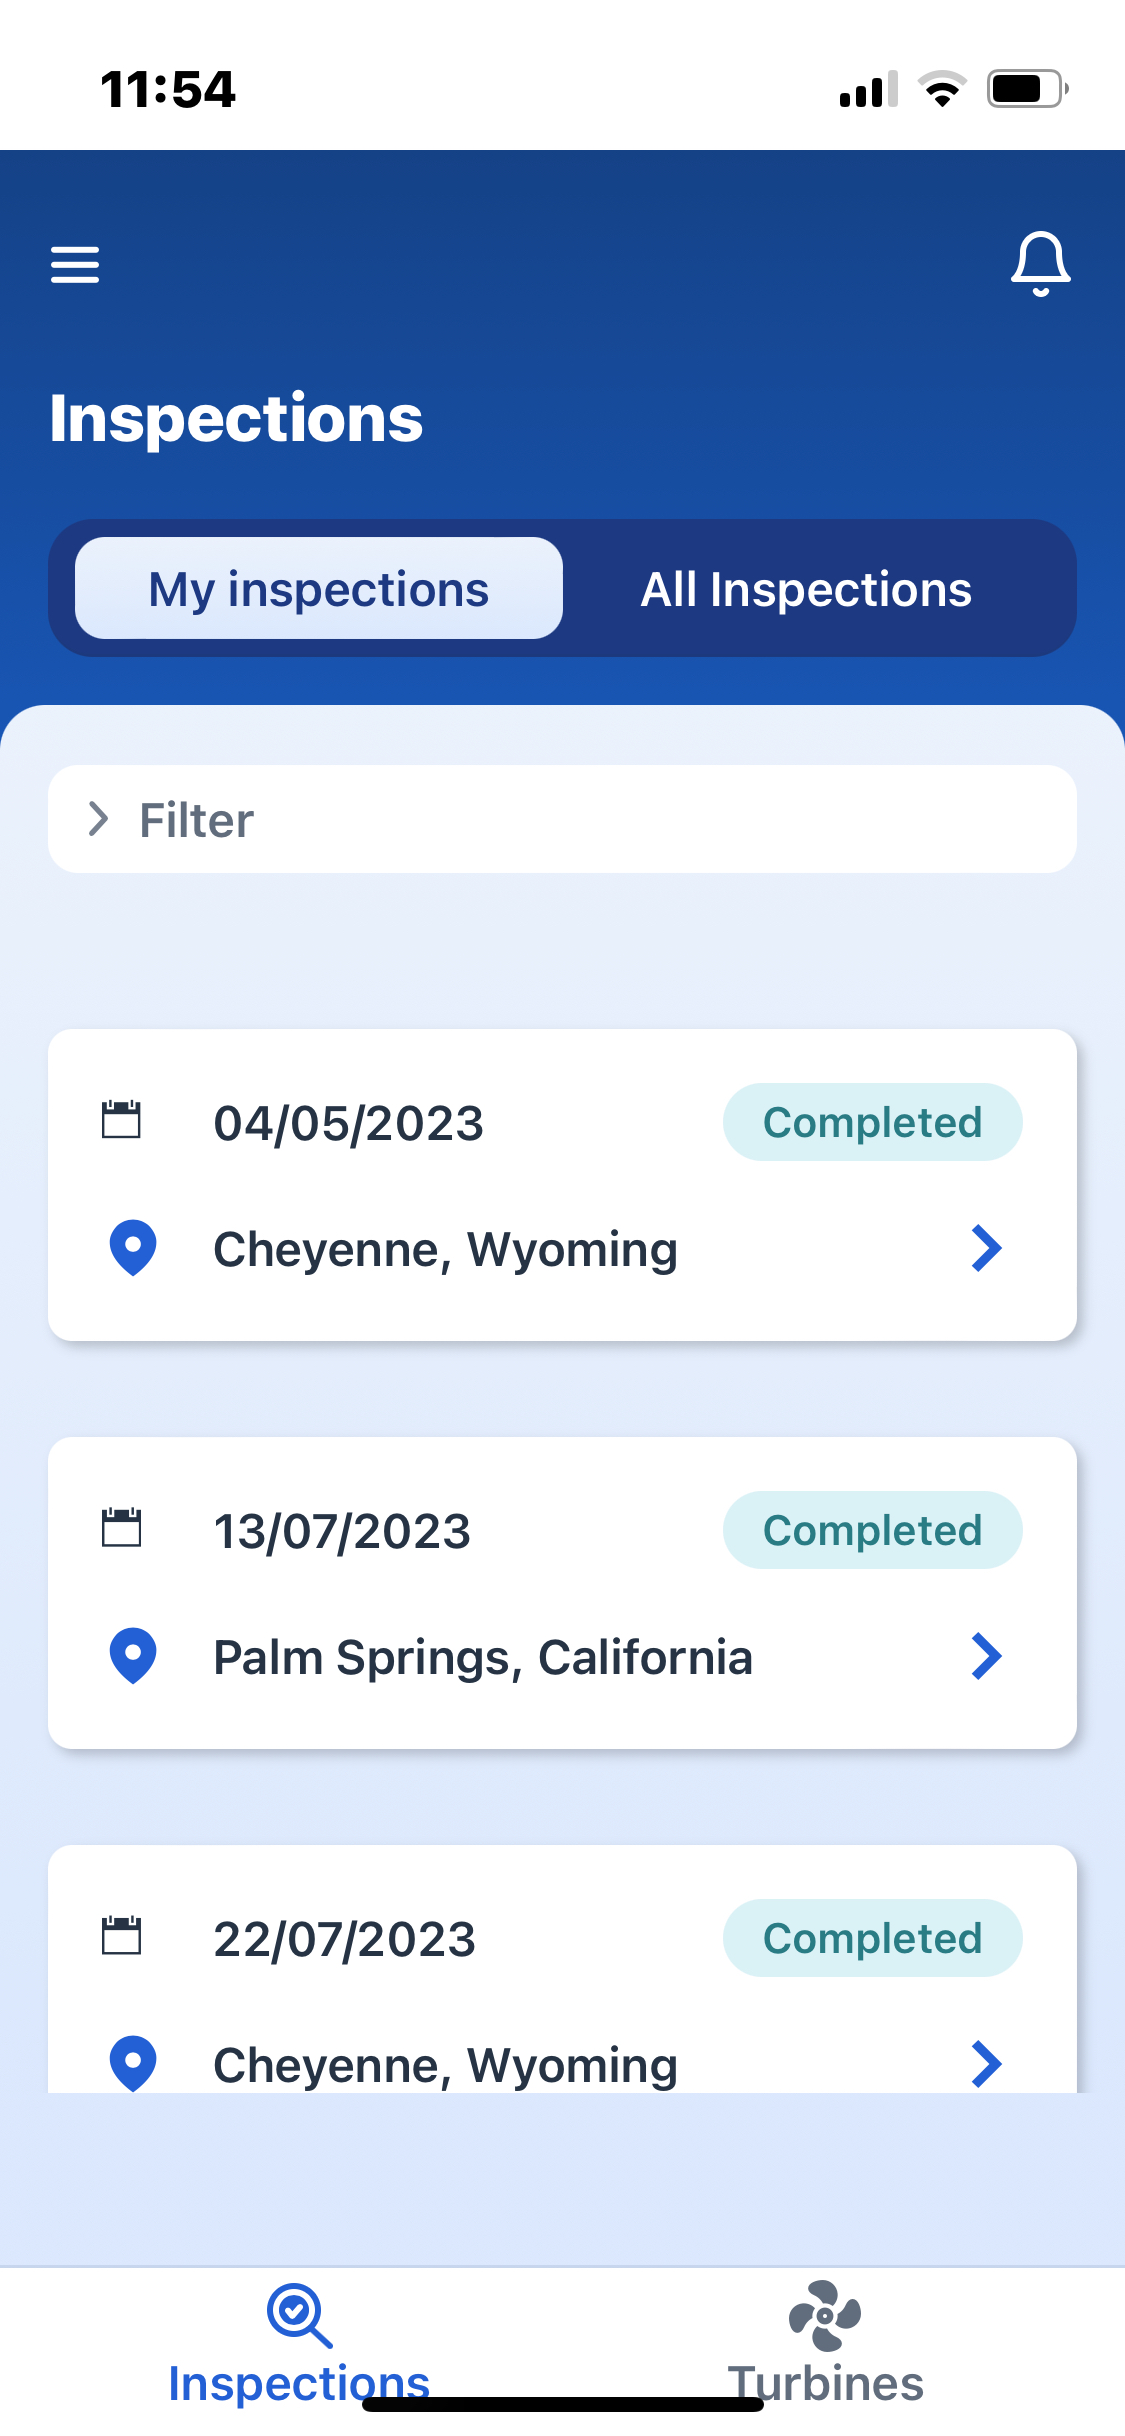 11:54
Inspections
My inspections
All Inspections
Filter
04/05/2023
Completed
Cheyenne, Wyoming
13/07/2023
Completed
Palm Springs, California
22/07/2023
Completed
Cheyenne, Wyoming
Inspections
Turbines